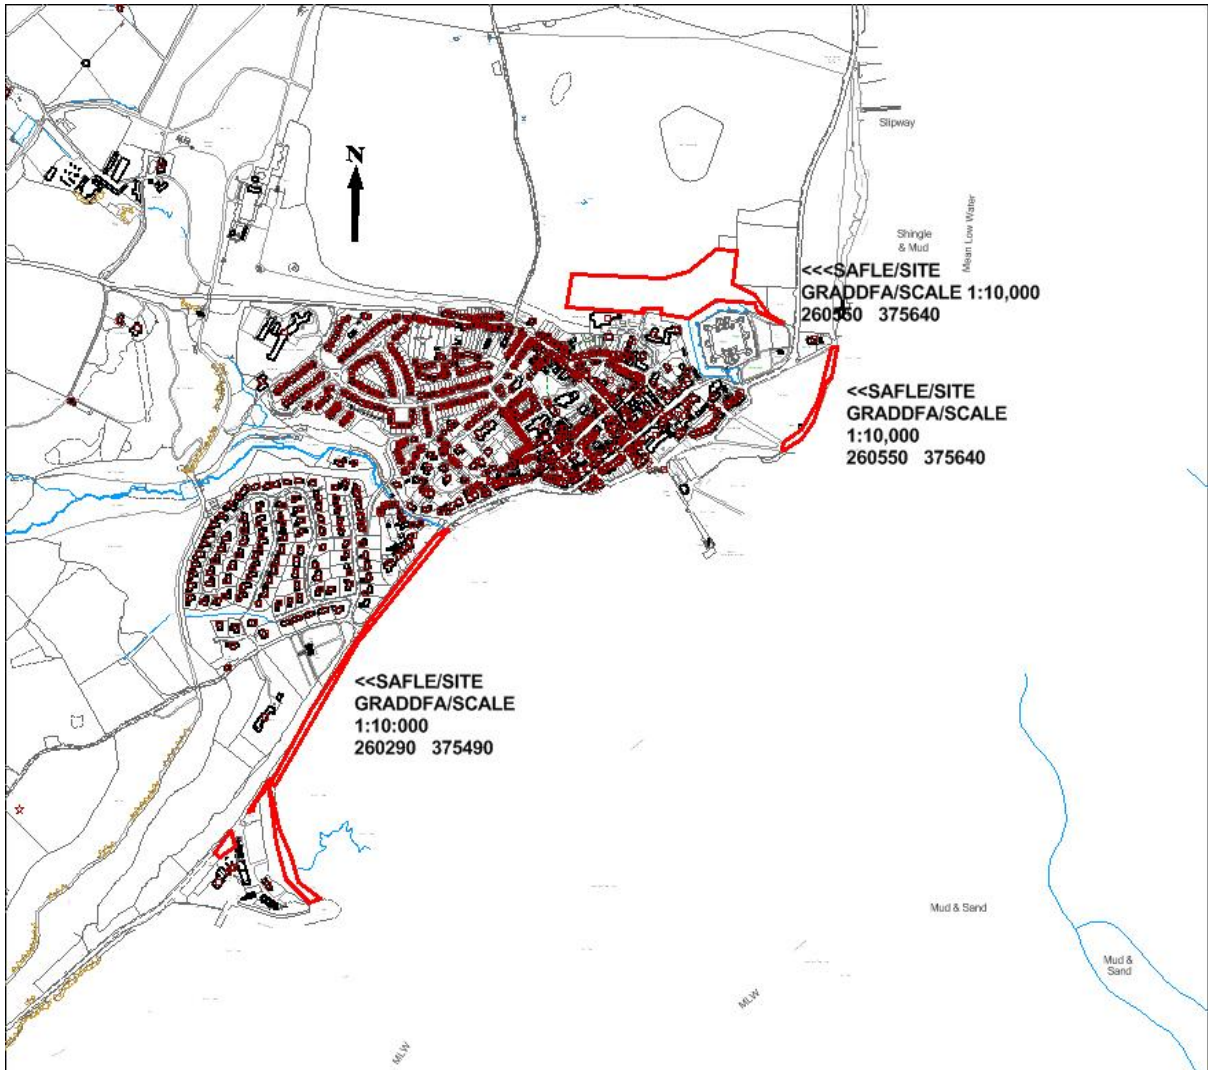 Slipway
N
Mean Low Water
Shingle
& Mud
<<<SAFLE/SITE
GRADDFA/SCALE 1:10,000
260550 375640
<<SAFLE/SITE
GRADDFA/SCALE
1:10,000
260550 375640
<<SAFLE/SITE
GRADDFA/SCALE
1:10:000
260290 375490
Mud & Sand
Mud &
Sand
MLW
MLW